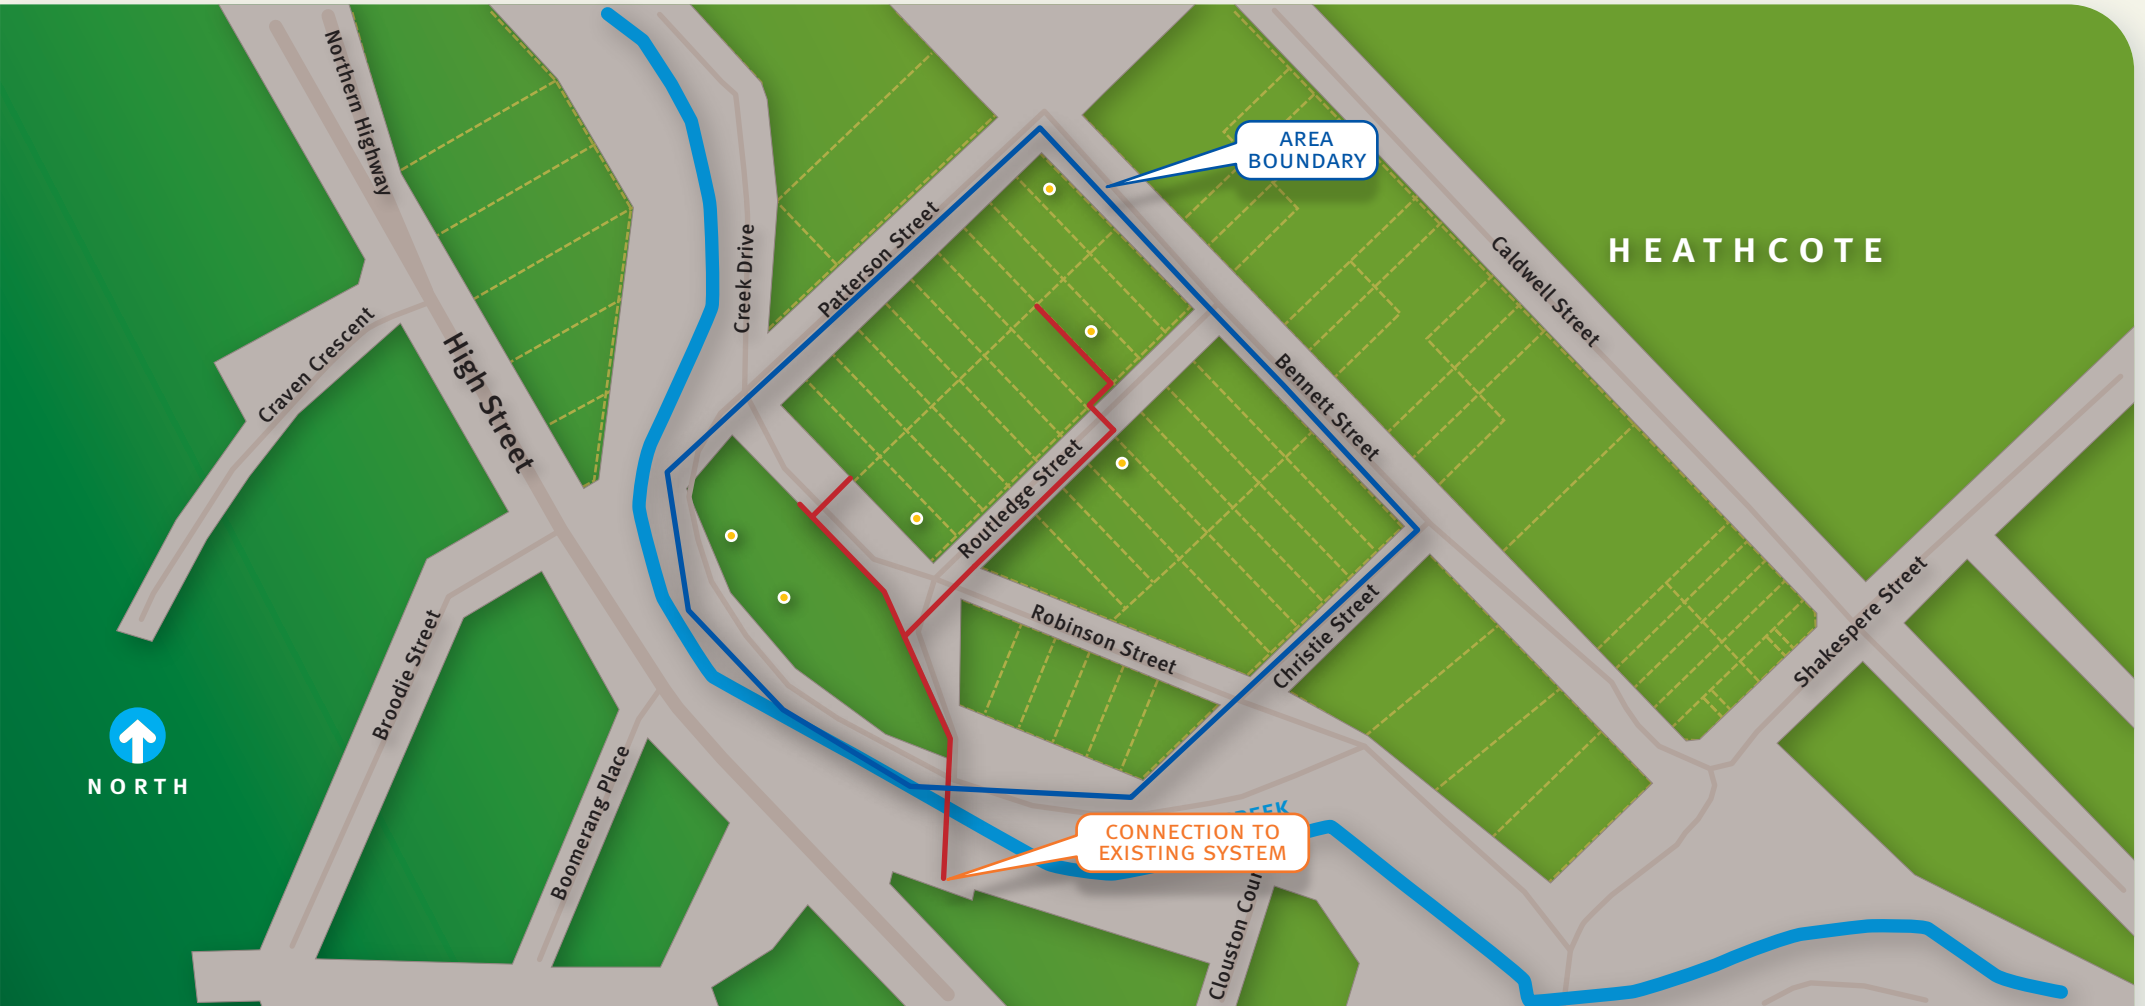 Northern Highway
AREA
BOUNDARY
Patterson Street
Creek Drive
HEATHCOTE
Caldwell Street
Craven Crescent
High Street
Bennett Street
Routledge Street
Shakespere Street
Robinson Street
Christie Street
Broodie Street
NORTH
Boomerang Place
CONNECTION TO
EXISTING SYSTEM
Clouston